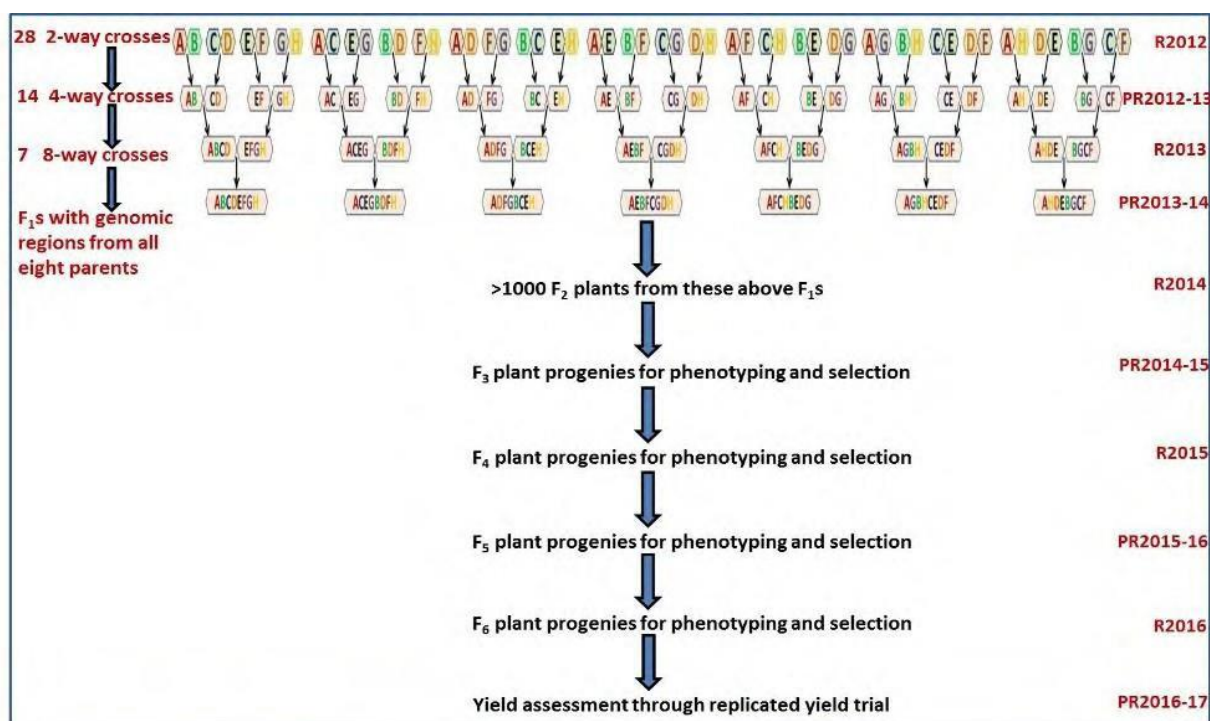 28 2-way crosses AB CD EF GH AC EG BD FH AD FG BC EH AE BF CG DH AF CH BE DG AG BH CE DF AH DE BG CF R2012
14 4-way crosses AB CD EF GH AC EG BD FH AD FG BC EH AE BF CG DH AF CH BE DG AG BH CE DF AH DE BG CF PR2012-13
7 8-way crosses ABCD EFGH ACEG BDFH ADFG BCEH AEBF CGDH AFCH BEDG AGBH CEDF AHDE BGCF R2013
F₁s with genomic ABCDEFGH ACEGBDFH ADFGBCEH AEBFCGDH AFCHBEDG AGBHCEDF AHDEBGCF PR2013-14
regions from all
eight parents
>1000 F₂ plants from these above F₁s R2014
F₃ plant progenies for phenotyping and selection PR2014-15
F₄ plant progenies for phenotyping and selection R2015
F₅ plant progenies for phenotyping and selection PR2015-16
F₆ plant progenies for phenotyping and selection R2016
Yield assessment through replicated yield trial PR2016-17